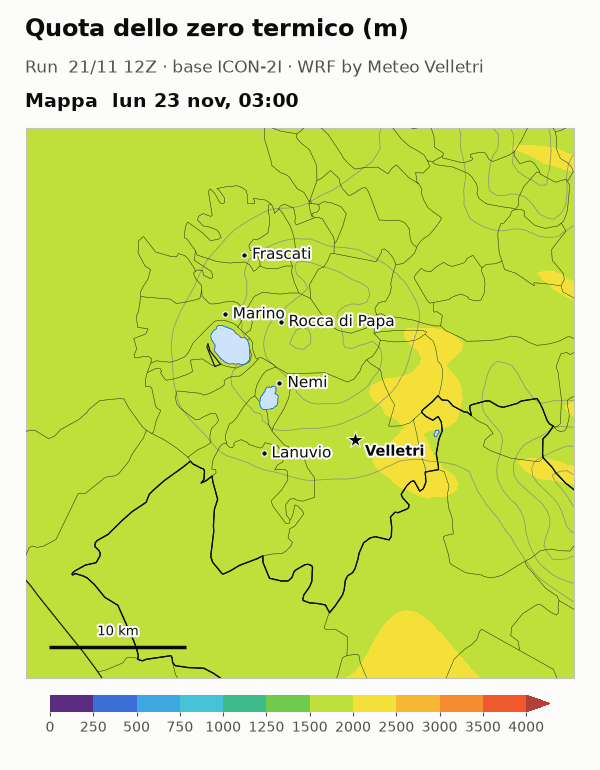 Quota dello zero termico (m)
Run 21/11 12Z · base ICON-2I · WRF by Meteo Velletri
Mappa lun 23 nov, 03:00
Frascati
Marino
Rocca di Papa
Nemi
Lanuvio
Velletri
10 km
0 250 500 750 1000 1250 1500 2000 2500 3000 3500 4000